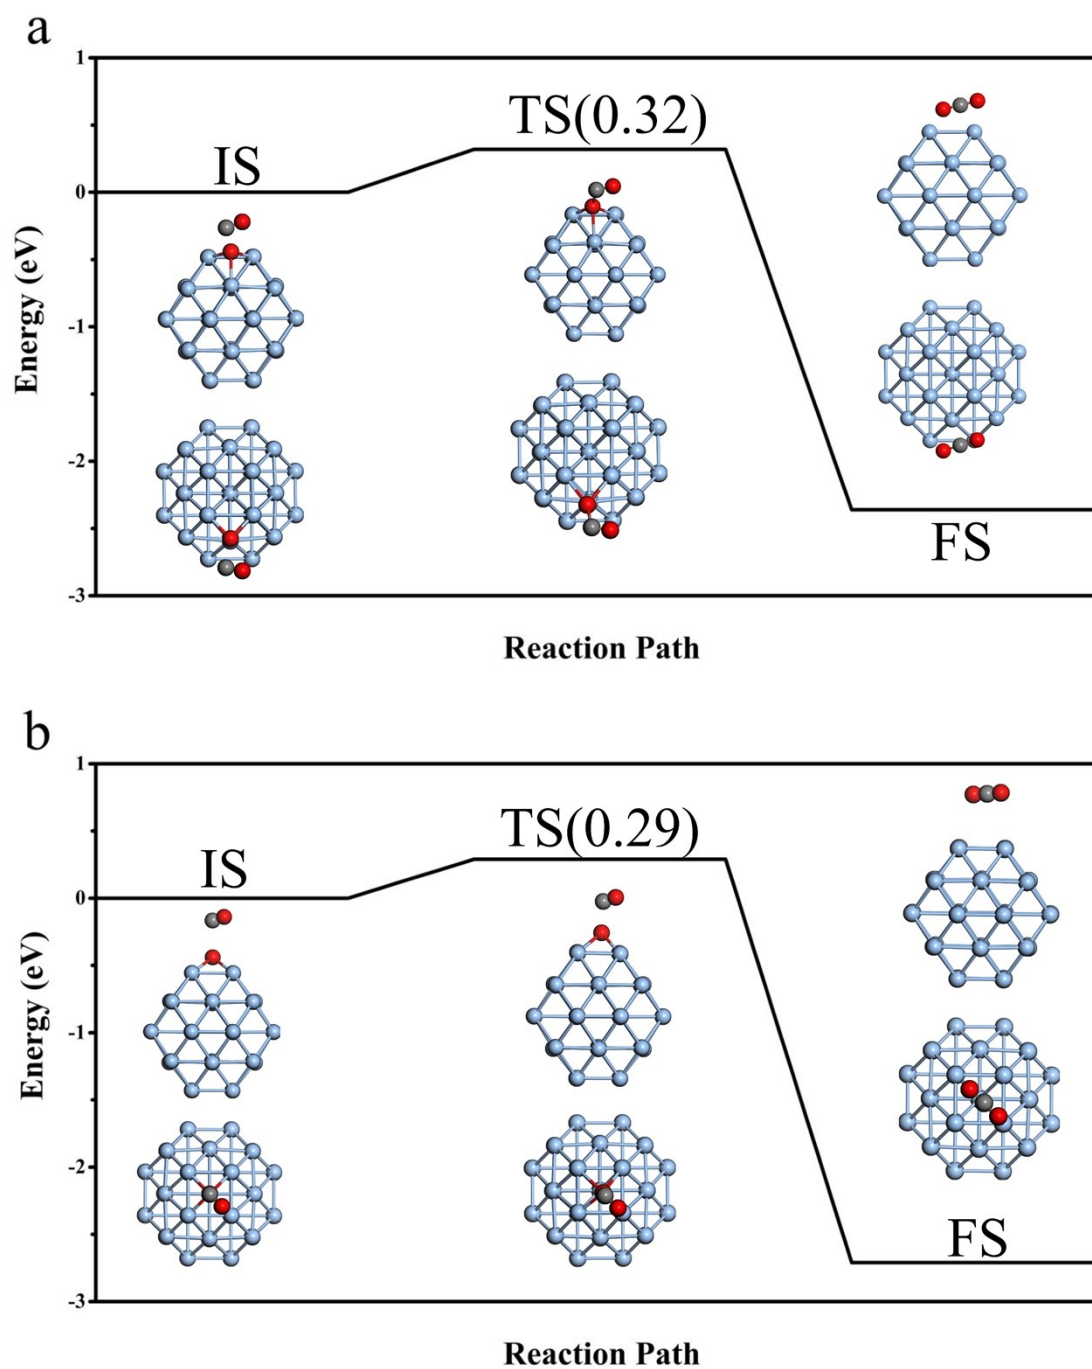 a
1
TS(0.32)
IS
0
-1
Energy (eV)
-2
FS
-3
Reaction Path
b
1
TS(0.29)
IS
0
-1
Energy (eV)
-2
FS
-3
Reaction Path